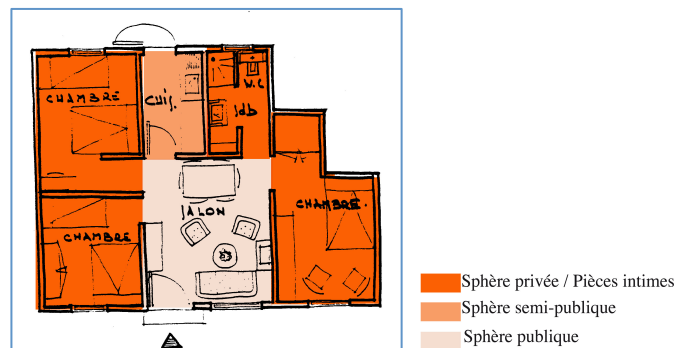 CHAMBRE
CUIS.
W.C
Sdb
SALON
CHAMBRE
CHAMBRE.
Sphère privée / Pièces intimes
Sphère semi-publique
Sphère publique